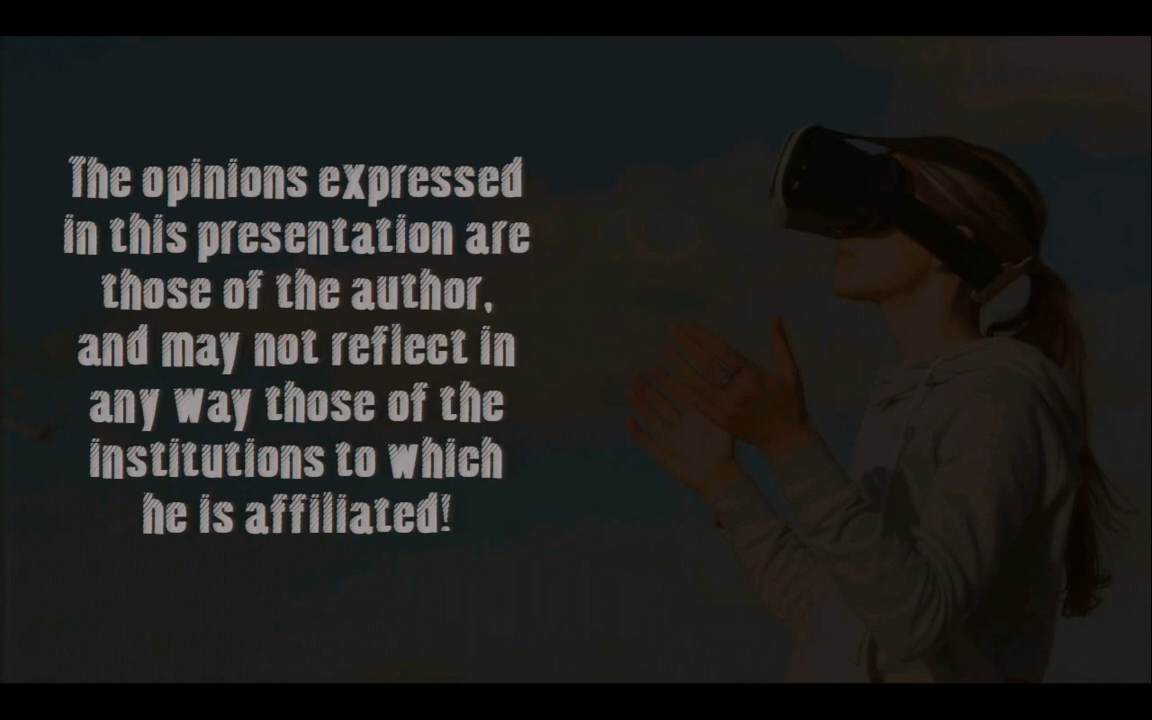 The opinions expressed
in this presentation are
those of the author,
and may not reflect in
any way those of the
institutions to which
he is affiliated!